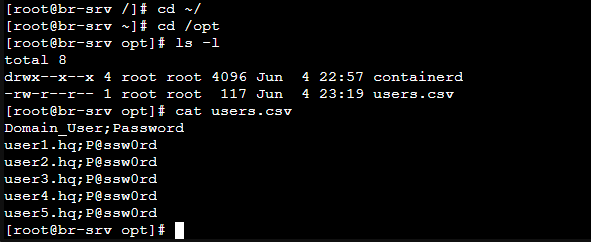 [root@br-srv /]# cd ~/
[root@br-srv ~]# cd /opt
[root@br-srv opt]# ls -l
total 8
drwx--x--x 4 root root 4096 Jun  4 22:57 containerd
-rw-r--r-- 1 root root  117 Jun  4 23:19 users.csv
[root@br-srv opt]# cat users.csv
Domain_User;Password
user1.hq;P@ssw0rd
user2.hq;P@ssw0rd
user3.hq;P@ssw0rd
user4.hq;P@ssw0rd
user5.hq;P@ssw0rd
[root@br-srv opt]#